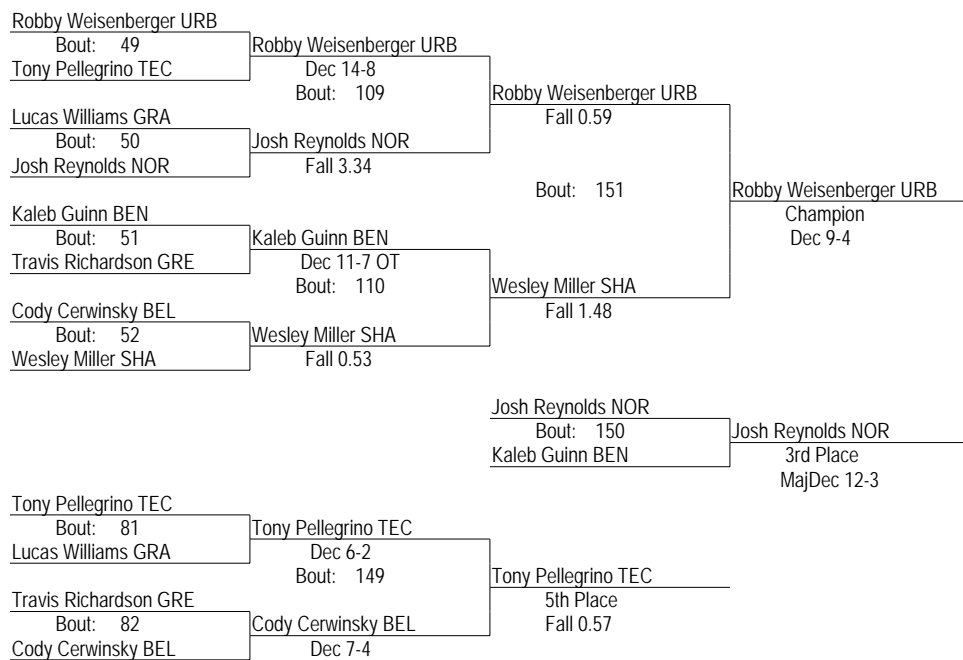 Robby Weisenberger URB
Bout: 49
Tony Pellegrino TEC
Robby Weisenberger URB
Dec 14-8
Bout: 109
Lucas Williams GRA
Bout: 50
Josh Reynolds NOR
Josh Reynolds NOR
Fall 3.34
Robby Weisenberger URB
Fall 0.59
Bout: 151
Robby Weisenberger URB
Champion
Dec 9-4
Kaleb Guinn BEN
Bout: 51
Travis Richardson GRE
Kaleb Guinn BEN
Dec 11-7 OT
Bout: 110
Cody Cerwinsky BEL
Bout: 52
Wesley Miller SHA
Wesley Miller SHA
Fall 0.53
Wesley Miller SHA
Fall 1.48
Josh Reynolds NOR
Bout: 150
Kaleb Guinn BEN
Josh Reynolds NOR
3rd Place
MajDec 12-3
Tony Pellegrino TEC
Bout: 81
Lucas Williams GRA
Tony Pellegrino TEC
Dec 6-2
Bout: 149
Travis Richardson GRE
Bout: 82
Cody Cerwinsky BEL
Cody Cerwinsky BEL
Dec 7-4
Tony Pellegrino TEC
5th Place
Fall 0.57